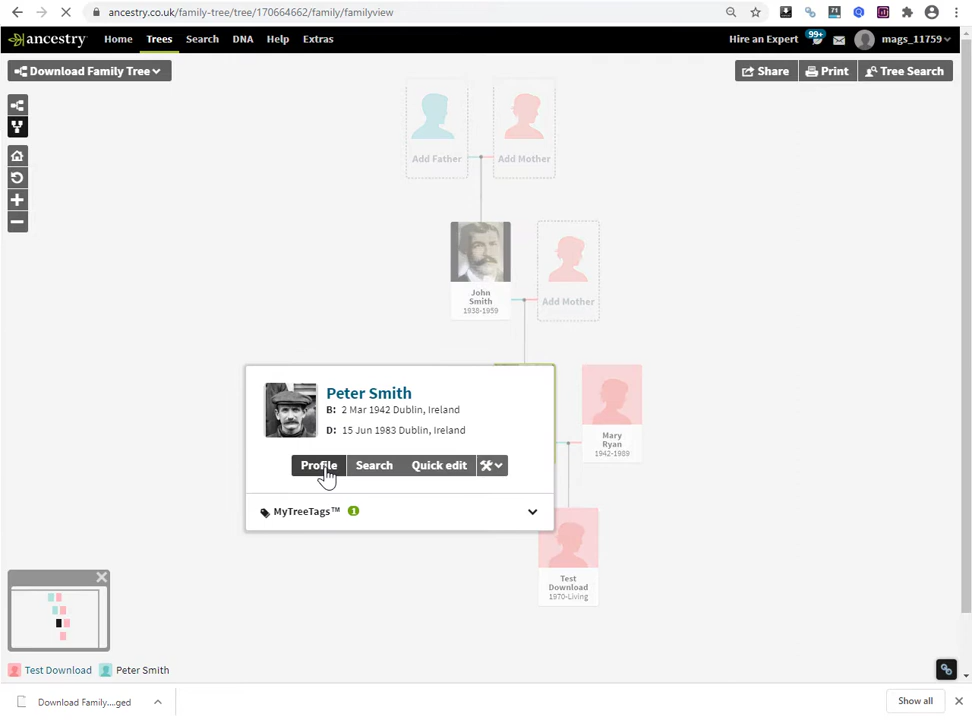 ancestry.co.uk/family-tree/tree/170664662/family/familyview
71
ancestry
Home
Trees
Search
DNA
Help
Extras
Hire an Expert
99+
mags_11759
Download Family Tree
Share
Print
Tree Search
Add Father
Add Mother
John
Smith
1938-1959
Add Mother
Peter Smith
B: 2 Mar 1942 Dublin, Ireland
D: 15 Jun 1983 Dublin, Ireland
Profile
Search
Quick edit
MyTreeTags™ 1
Mary
Ryan
1942-1989
Test
Download
1970-Living
Test Download
Peter Smith
Download Family....ged
Show all